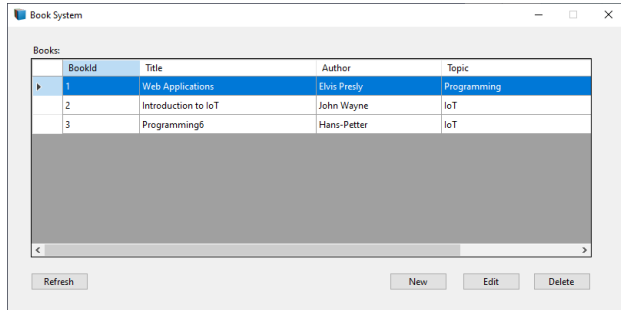 Book System
Books:
BookId Title Author Topic
1 Web Applications Elvis Presly Programming
2 Introduction to IoT John Wayne IoT
3 Programming6 Hans-Petter IoT
Refresh New Edit Delete